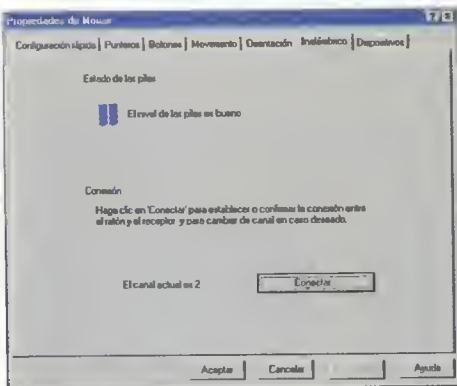 Propiedades de Mouse
Configuración rápida Punteros Botones Movimiento Orientación Inalámbrico Dispositivos
Estado de las pilas
El nivel de las pilas es bueno
Conexión
Haga clic en 'Conectar' para establecer o confirmar la conexión entre
el ratón y el receptor y para cambiar de canal en caso deseado.
El canal actual es 2
Conectar
Aceptar Cancelar Ayuda